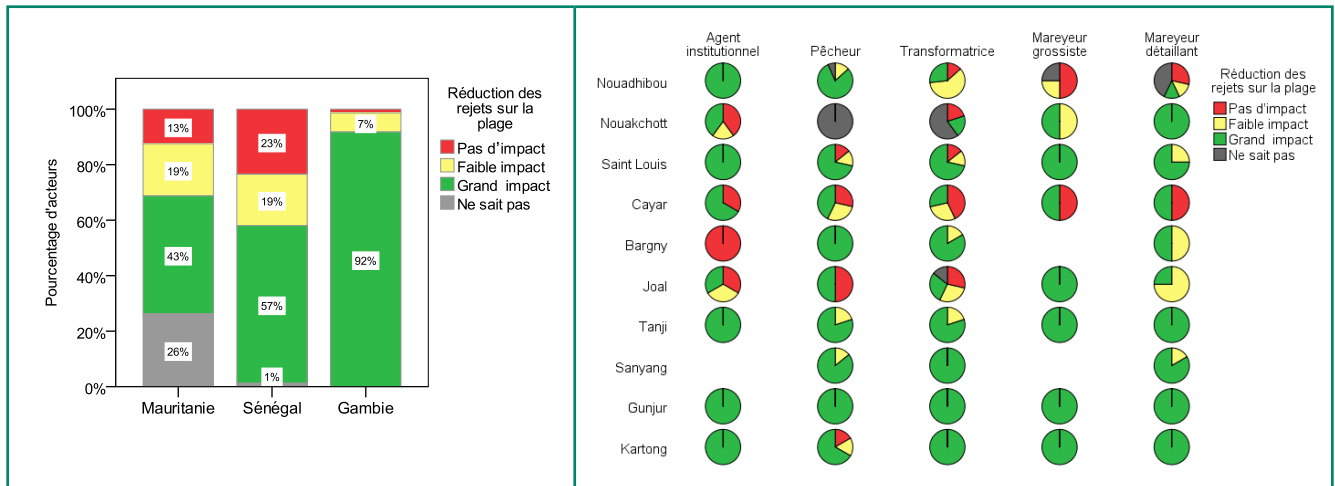 Réduction des
rejets sur la
plage
Pas d'impact
Faible impact
Grand impact
Ne sait pas
Pourcentage d'acteurs
100%
80%
60%
40%
20%
0%
13%
19%
43%
26%
23%
19%
57%
1%
7%
92%
Mauritanie
Sénégal
Gambie
Agent
institutionnel
Pêcheur
Transformatrice
Mareyeur
grossiste
Mareyeur
détaillant
Nouadhibou
Nouakchott
Saint Louis
Cayar
Bargny
Joal
Tanji
Sanyang
Gunjur
Kartong
Réduction des
rejets sur la plage
Pas d'impact
Faible impact
Grand impact
Ne sait pas